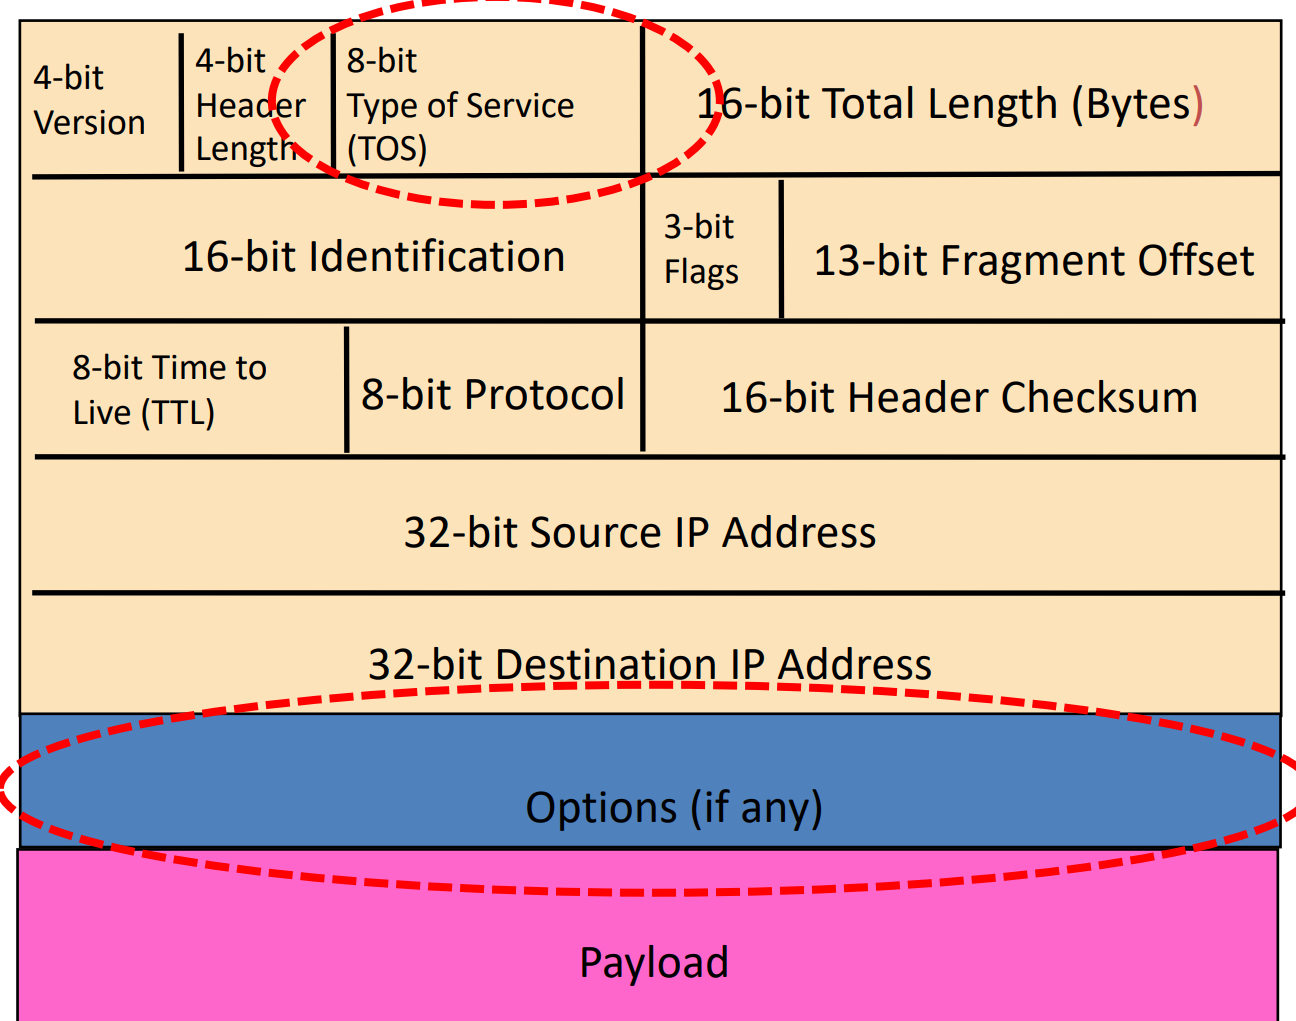 4-bit
Version
4-bit
Header
Length
8-bit
Type of Service
(TOS)
16-bit Total Length (Bytes)
16-bit Identification
3-bit
Flags
13-bit Fragment Offset
8-bit Time to
Live (TTL)
8-bit Protocol
16-bit Header Checksum
32-bit Source IP Address
32-bit Destination IP Address
Options (if any)
Payload